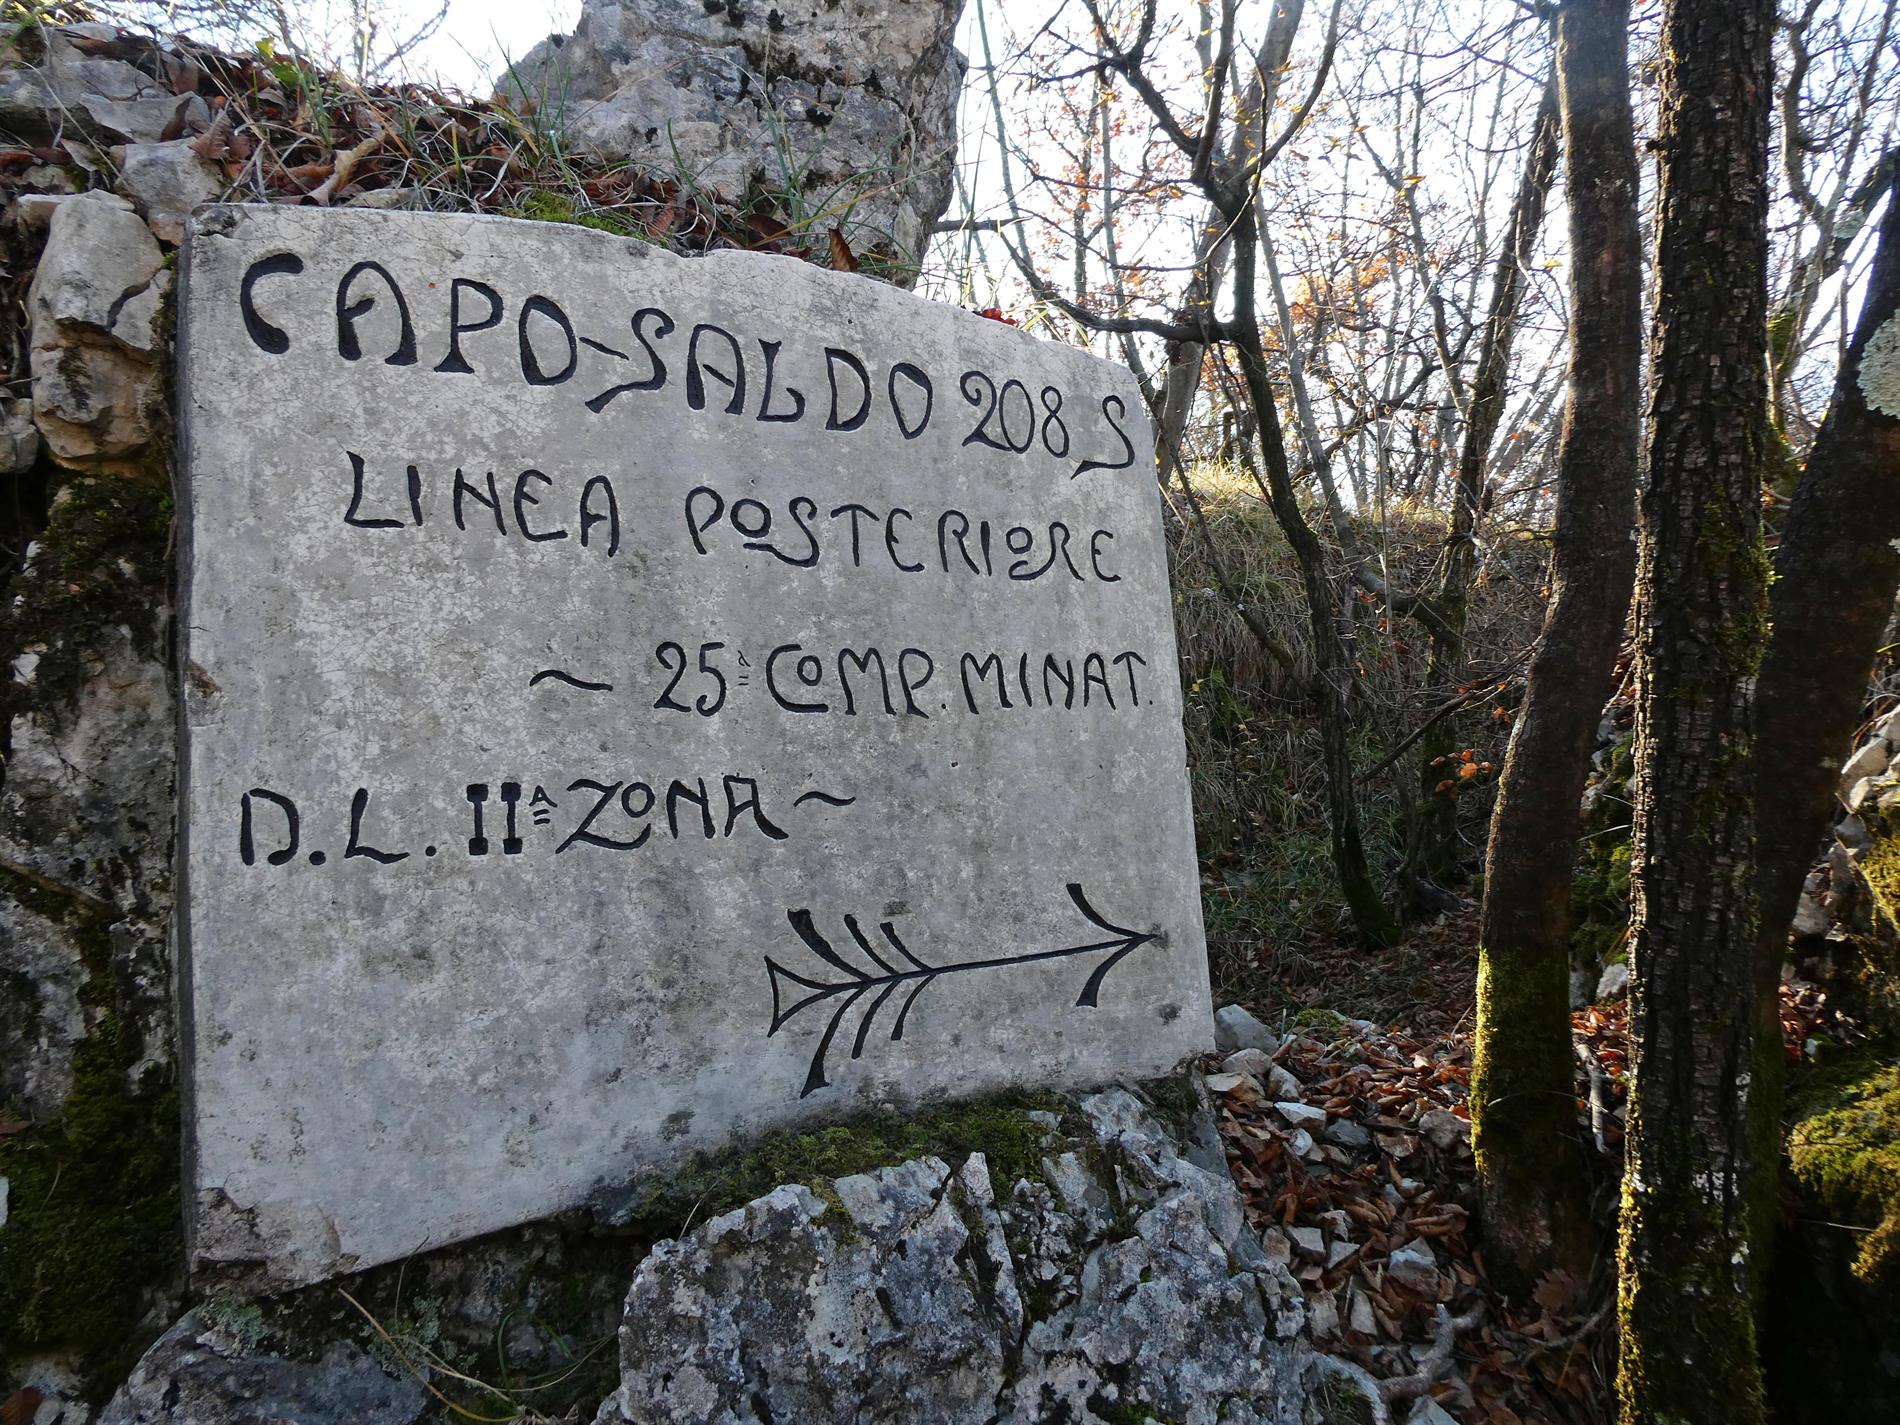 CAPO-SALDO 208 S
LINEA POSTERIORE
~ 25ª COMP. MINAT.
D. L. IIª ZONA ~